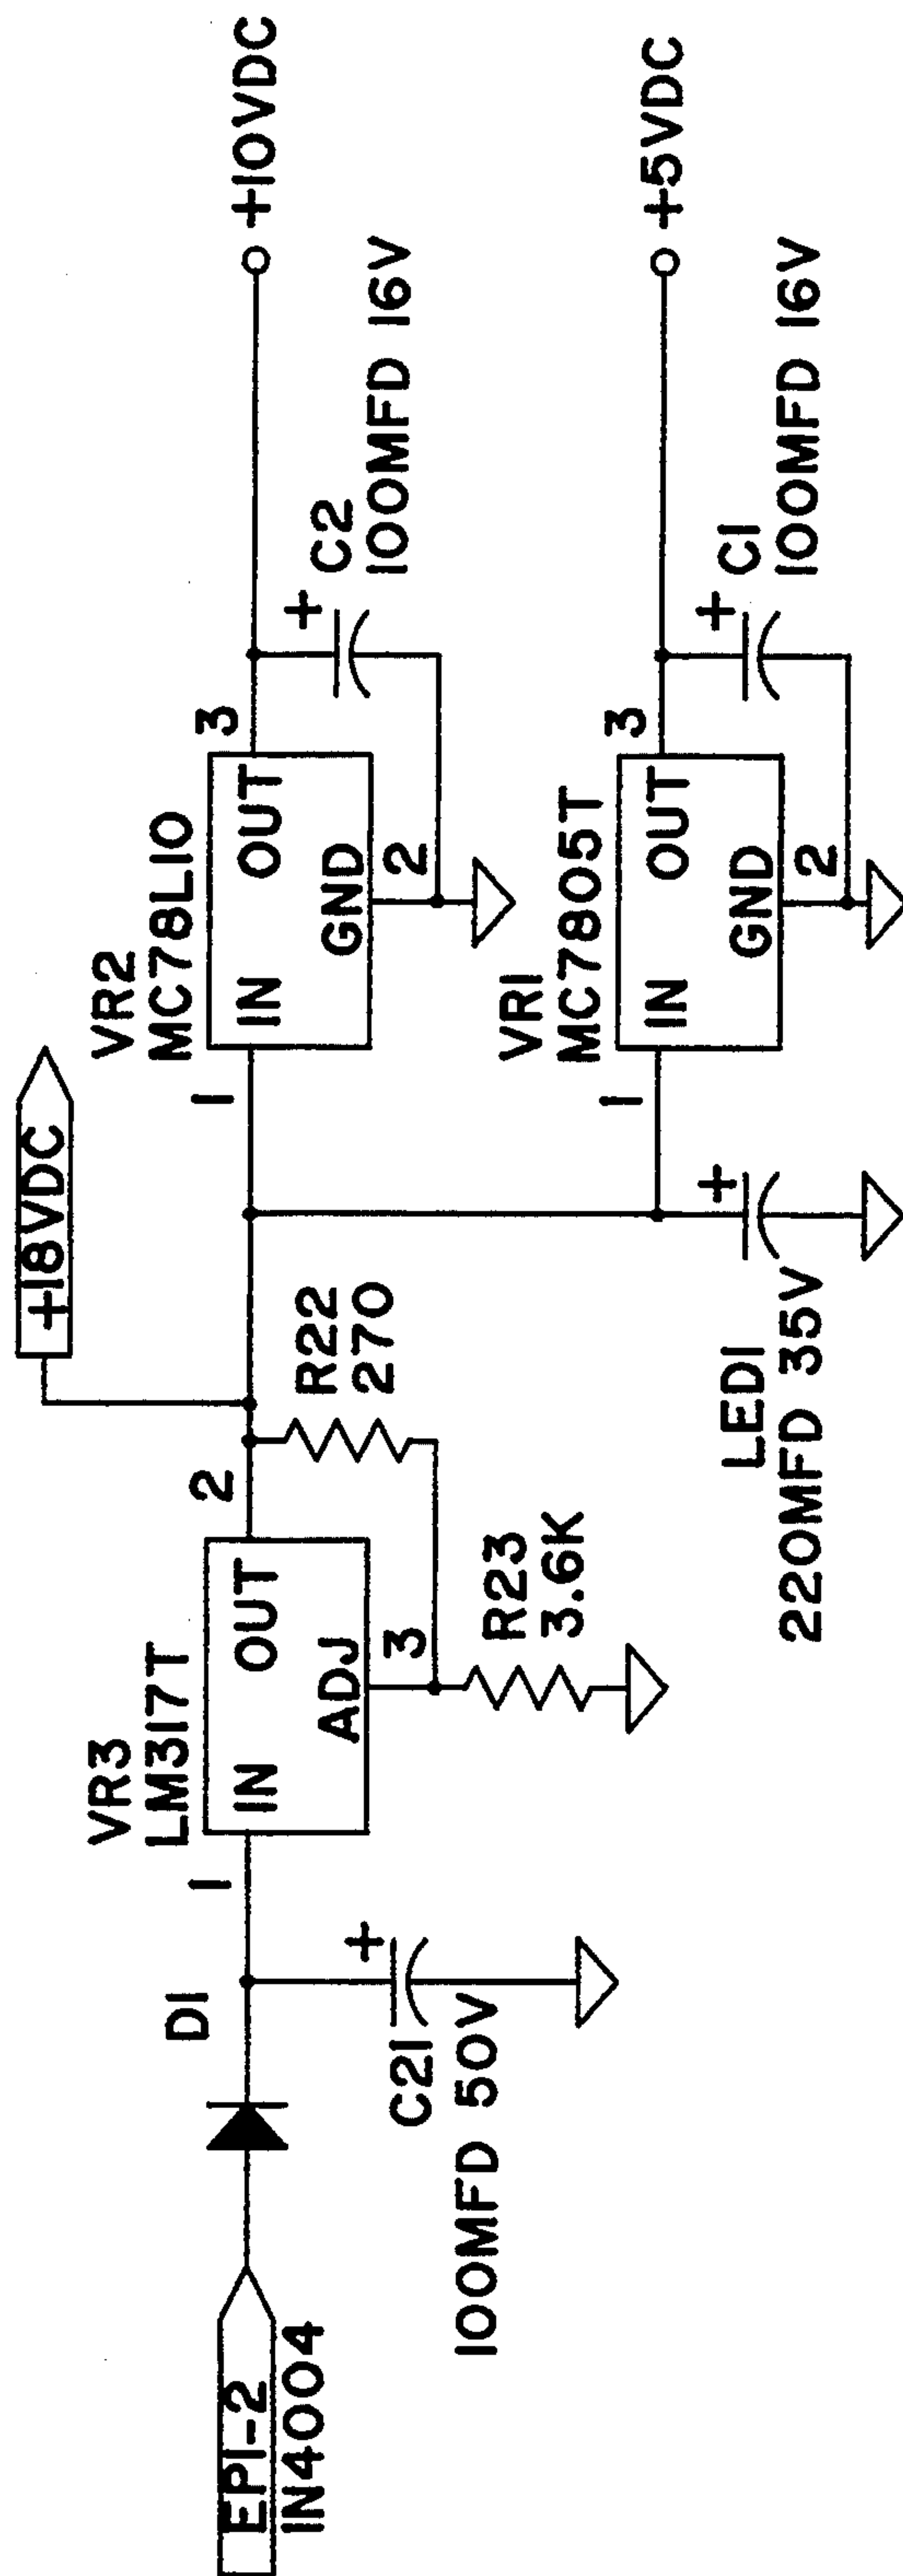 EP1-2
1N4004
D1
C21
100MFD 50V
1
VR3
LM317T
IN
OUT
ADJ
2
3
R22
270
R23
3.6K
+18VDC
LED1
220MFD 35V
1
VR2
MC78L10
IN
OUT
GND
3
2
+
C2
100MFD 16V
+10VDC
1
VR1
MC7805T
IN
OUT
GND
3
2
+
C1
100MFD 16V
+5VDC
+
+